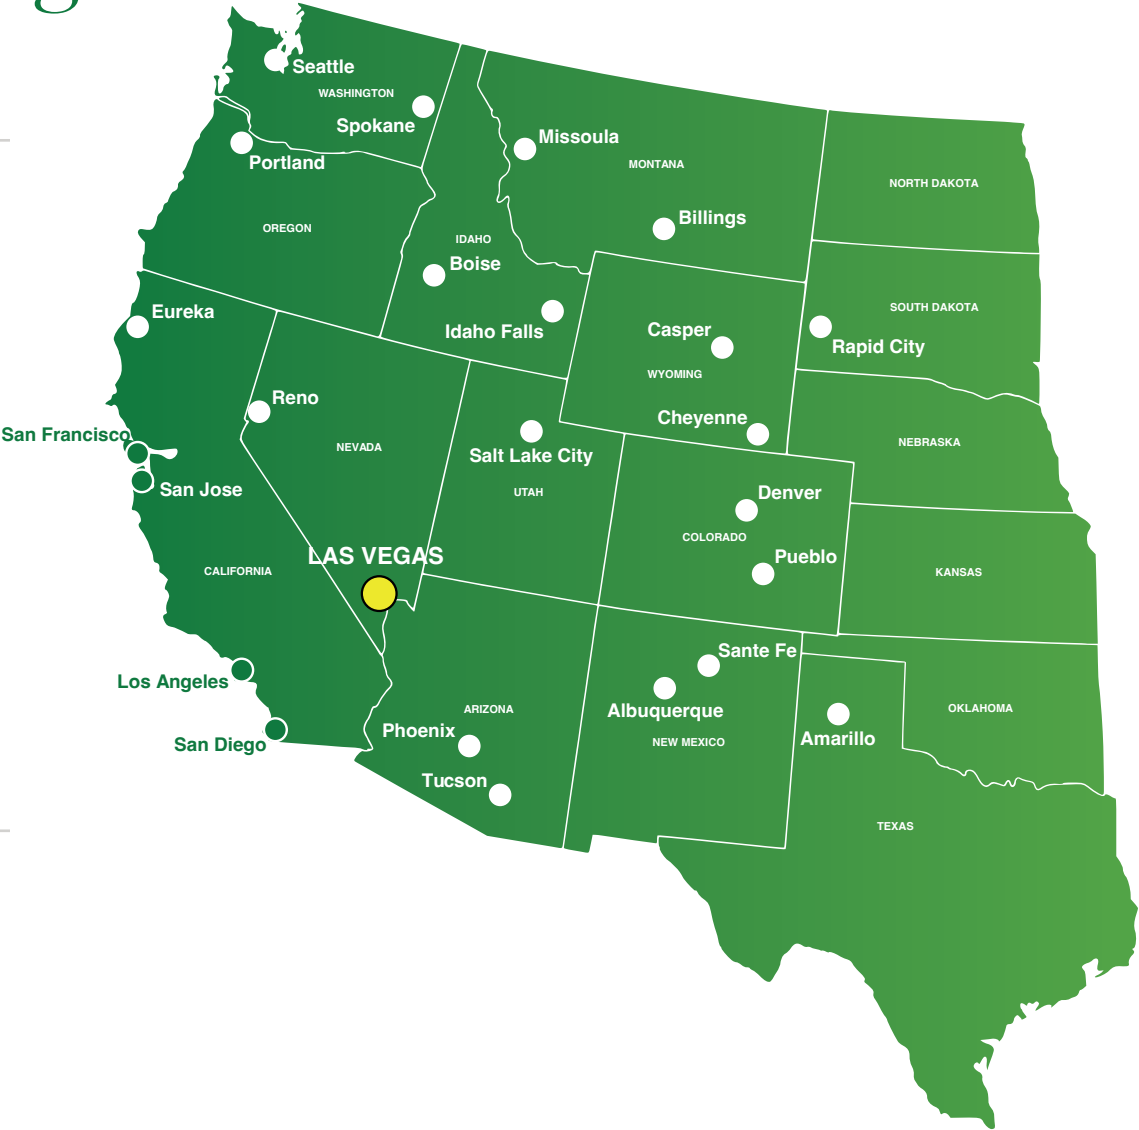 g
Seattle
WASHINGTON
Spokane
Portland
Missoula
MONTANA
NORTH DAKOTA
Billings
OREGON
IDAHO
Boise
Eureka
Idaho Falls
Casper
SOUTH DAKOTA
Rapid City
WYOMING
Reno
Cheyenne
San Francisco
NEVADA
Salt Lake City
NEBRASKA
San Jose
UTAH
Denver
COLORADO
Pueblo
LAS VEGAS
CALIFORNIA
KANSAS
Sante Fe
Los Angeles
Albuquerque
ARIZONA
OKLAHOMA
Phoenix
San Diego
NEW MEXICO
Amarillo
Tucson
TEXAS